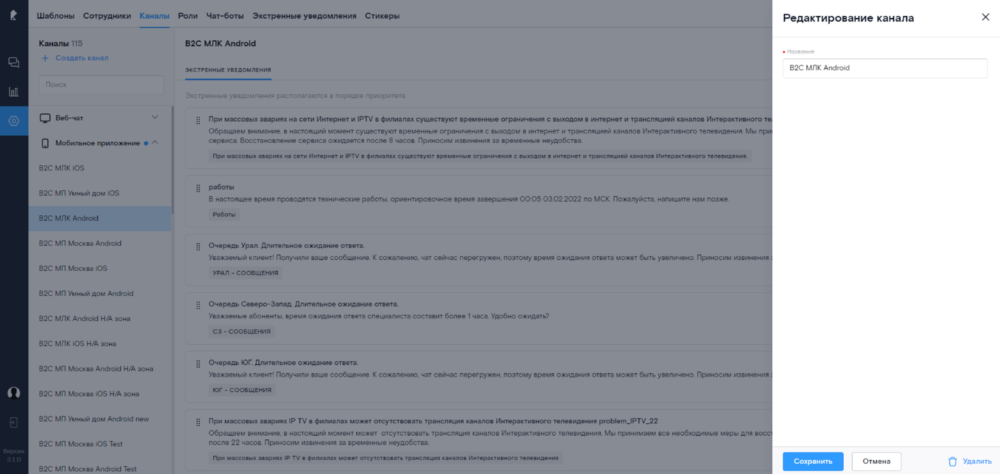 Шаблоны Сотрудники Каналы Роли Чат-боты Экстренные уведомления Стикеры
Каналы 115
Создать канал
Поиск
Веб-чат
Мобильное приложение
B2C МЛК iOS
B2C МП Умный дом iOS
B2C МЛК Android
B2C МП Москва Android
B2C МП Москва iOS
B2C МП Умный дом Android
B2C МЛК Android Н/А зона
B2C МЛК iOS Н/А зона
B2C МП Москва Android Н/А зона
B2C МП Москва iOS Н/А зона
B2C МП Умный дом Android new
B2C МП Москва iOS Test
B2C МП Москва Android Test
Версия
3.1.0
B2C МЛК Android
ЭКСТРЕННЫЕ УВЕДОМЛЕНИЯ
Экстренные уведомления располагаются в порядке приоритета
При массовых авариях на сети Интернет и IPTV в филиалах существуют временные ограничения с выходом в интернет и трансляцией каналов Интерактивного
Обращаем внимание, в настоящий момент существуют временные ограничения с выходом в интернет и трансляцией каналов Интерактивного телевидения. Мы
сервиса. Восстановление сервиса ожидается после 8 часов. Приносим извинения за временные неудобства.
При массовых авариях на сети Интернет и IPTV в филиалах существуют временные ограничения с выходом в интернет и трансляцией каналов Интерактивного телевидения.
работы
В настоящее время проводятся технические работы, ориентировочное время завершения 00:05 03.02.2022 по МСК. Пожалуйста, напишите нам позже.
Работы
Очередь Урал. Длительное ожидание ответа.
Уважаемый клиент! Получили ваше сообщение. К сожалению, чат сейчас перегружен, поэтому время ожидания ответа может быть увеличено. Приносим извинения
УРАЛ - СООБЩЕНИЯ
Очередь Северо-Запад. Длительное ожидание ответа.
Уважаемые абоненты, время ожидания ответа специалиста составит более 1 часа. Удобно ожидать?
СЗ - СООБЩЕНИЯ
Очередь ЮГ. Длительное ожидание ответа.
Уважаемый клиент! Получили ваше сообщение. К сожалению, чат сейчас перегружен, поэтому время ожидания ответа может быть увеличено. Приносим извинения
ЮГ - СООБЩЕНИЯ
При массовых авариях IP TV в филиалах может отсутствовать трансляция каналов Интерактивного телевидения problem_IPTV_22
Обращаем внимание, в настоящий момент может отсутствовать трансляция каналов Интерактивного телевидения. Мы принимаем все необходимые меры для
после 22 часов. Приносим извинения за временные неудобства.
При массовых авариях IP TV в филиалах может отсутствовать трансляция каналов Интерактивного телевидения
Редактирование канала
Название
B2C МЛК Android
Сохранить Отмена Удалить